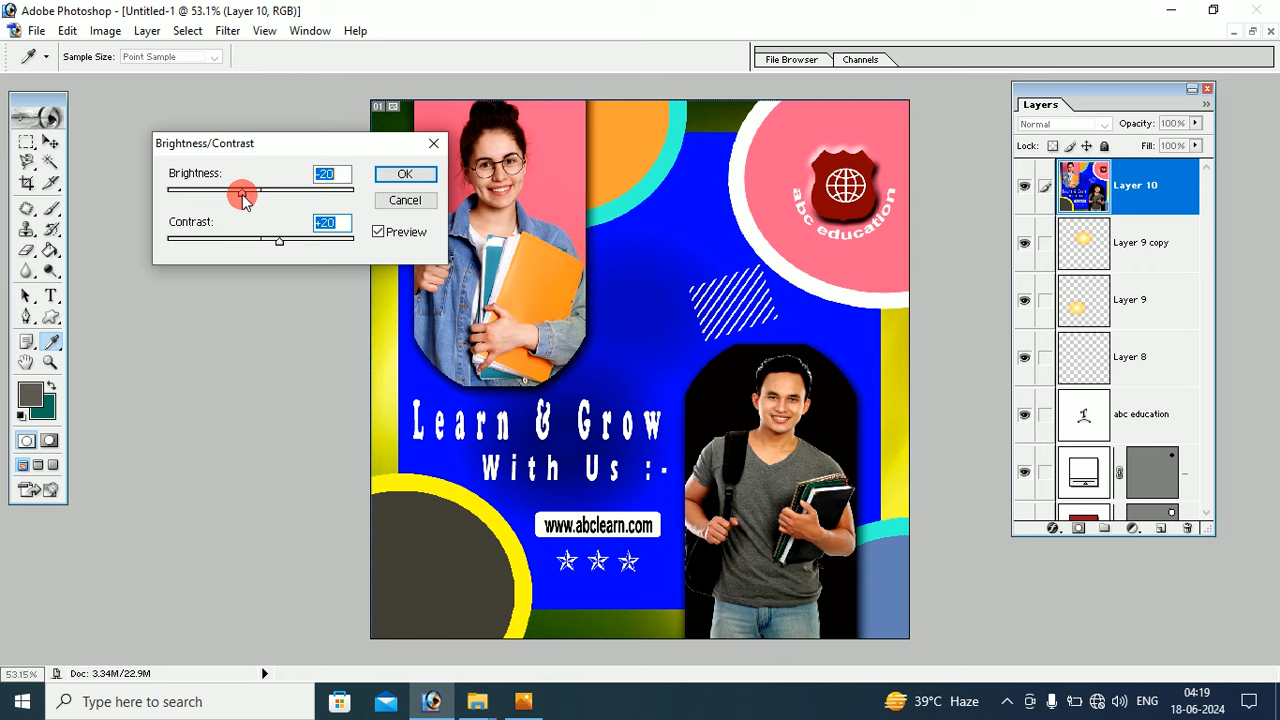 Adobe Photoshop - [Untitled-1 @ 53.1% (Layer 10, RGB)]
File Edit Image Layer Select Filter View Window Help
Sample Size: Point Sample
File Browser Channels
01
Brightness/Contrast
Brightness: -20
OK
Cancel
Contrast: +20
Preview
abc education
Learn & Grow
With Us :-
www.abclearn.com
Layers
Normal Opacity: 100%
Lock: Fill: 100%
Layer 10
Layer 9 copy
Layer 9
Layer 8
abc education
...
53.15% Doc: 3.34M/22.9M
Type here to search
39°C Haze
ENG
04:19
18-06-2024